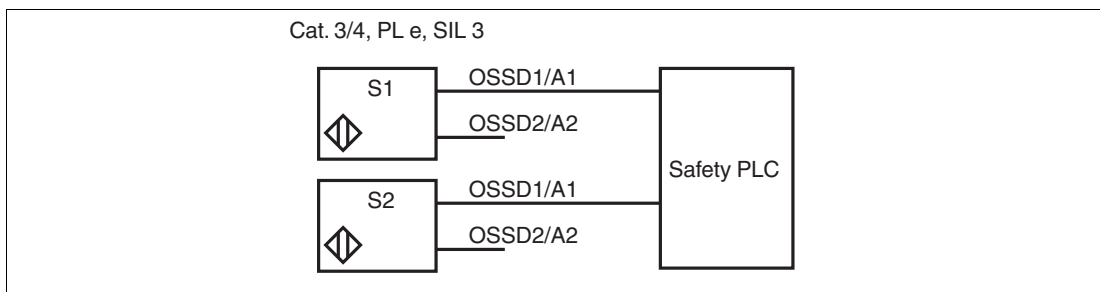 Cat. 3/4, PL e, SIL 3
S1
OSSD1/A1
OSSD2/A2
Safety PLC
S2
OSSD1/A1
OSSD2/A2